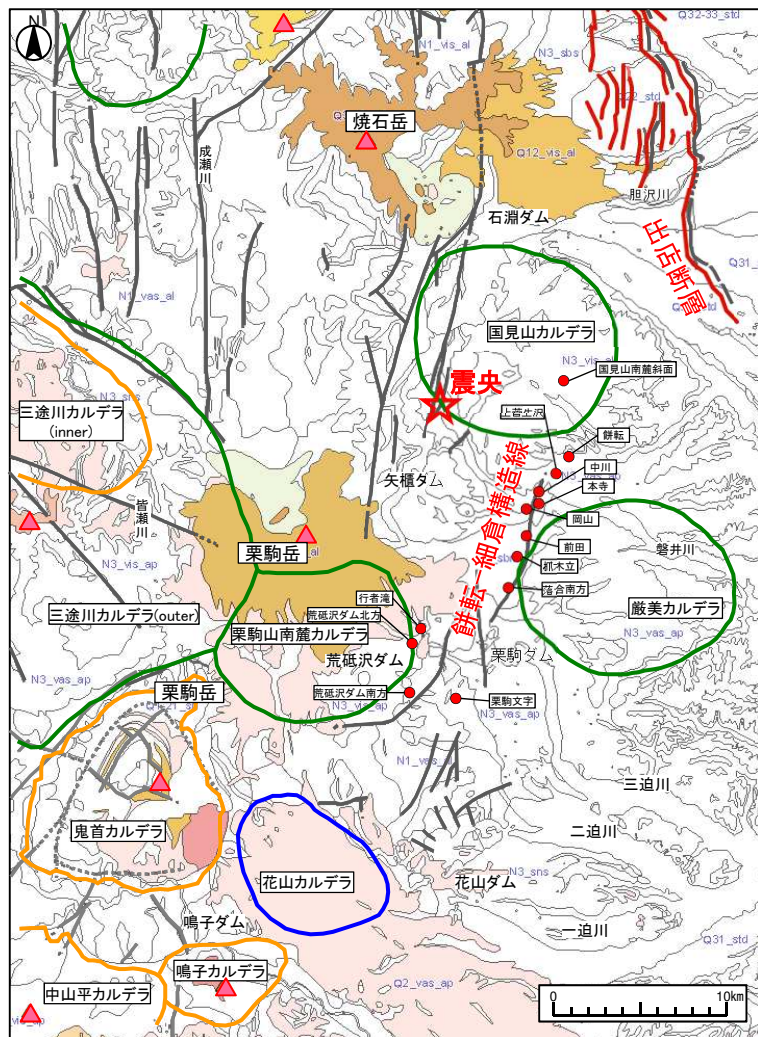 N
Q32-33_std
N1_vis_al
N3_sbs
焼石岳
Q12_vis_al
成瀬川
胆沢川
石淵ダム
出店断層
N1_vas_al
国見山カルデラ
国見山南麓斜面
震央
三途川カルデラ
(inner)
上菅生沢
餅転
中川
本寺
岡山
矢櫃ダム
餅転ー細倉構造線
皆瀬川
N3_vis_ap
栗駒岳
前田
磐井川
落合南方
厳美カルデラ
N3_vas_ap
三途川カルデラ(outer)
行者滝
荒砥沢ダム北方
栗駒山南麓カルデラ
荒砥沢ダム
栗駒ダム
N3_vas_ap
栗駒岳
荒砥沢ダム南方
栗駒文字
N3_vas_ap
三迫川
鬼首カルデラ
二迫川
花山カルデラ
花山ダム
N3_sns
鳴子ダム
一迫川
Q31_std
鳴子カルデラ
中山平カルデラ
Q2_vas_ap
0
10km